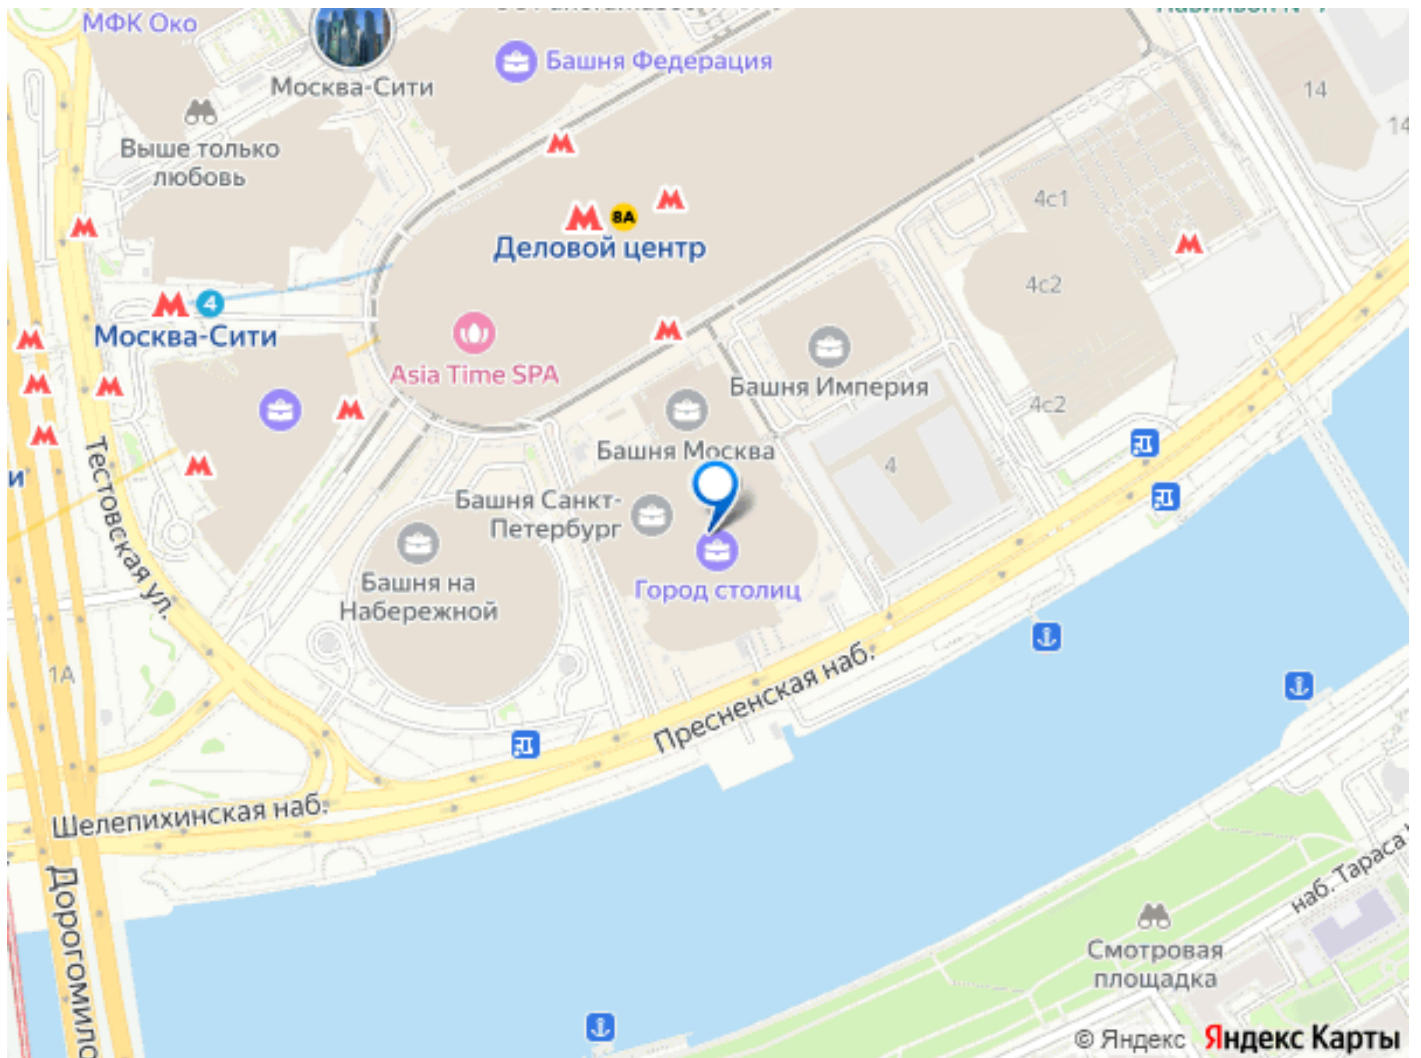 МФК Око
Башня Федерация
Москва-Сити
14
14
Выше только
любовь
4с1
8А
Деловой центр
4с2
4
Москва-Сити
Asia Time SPA
Башня Империя
4с2
Башня Москва
4
и
Башня Санкт-
Петербург
Тестовская ул.
Башня на
Набережной
Город столиц
1А
Пресненская наб.
Шелепихинская наб.
Дорогомило
наб. Тараса
Смотровая
площадка
© Яндекс Яндекс Карты